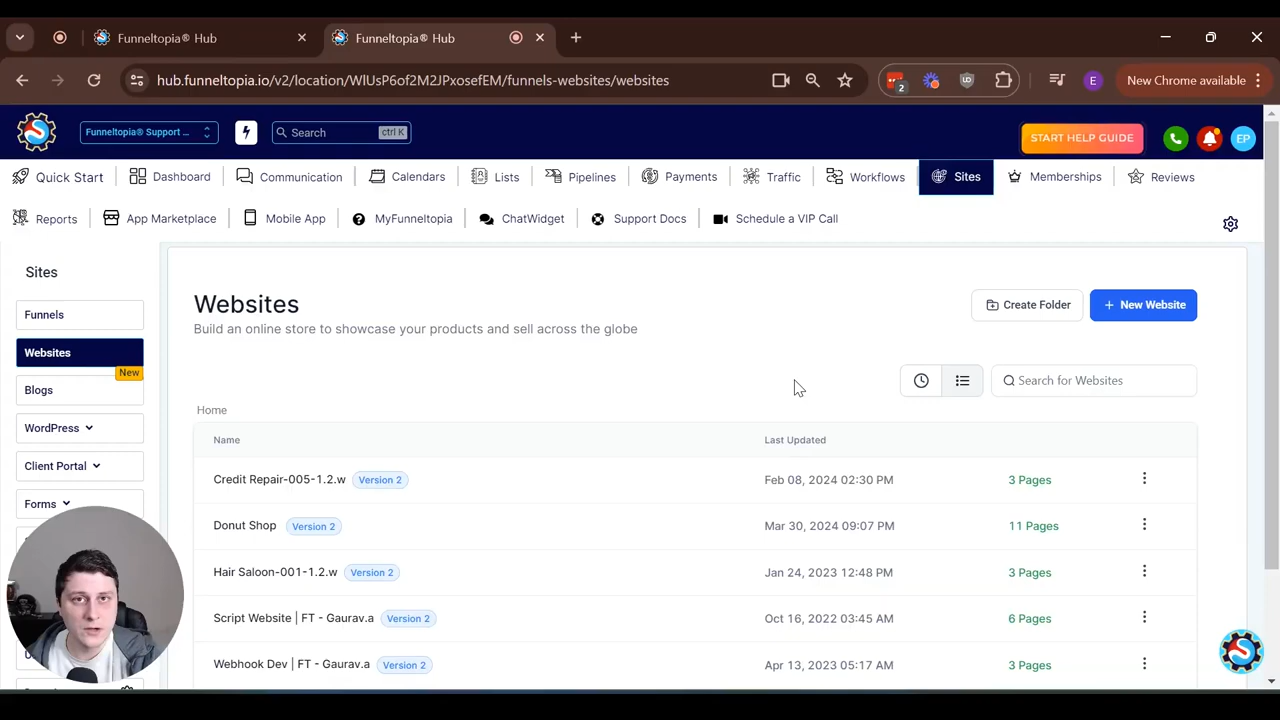 Funneltopia® Hub
Funneltopia® Hub
hub.funneltopia.io/v2/location/WlUsP6of2M2JPxosefEM/funnels-websites/websites
2
E
New Chrome available
Funneltopia® Support ...
Search
ctrl K
START HELP GUIDE
EP
Quick Start
Dashboard
Communication
Calendars
Lists
Pipelines
Payments
Traffic
Workflows
Sites
Memberships
Reviews
Reports
App Marketplace
Mobile App
MyFunneltopia
ChatWidget
Support Docs
Schedule a VIP Call
Sites
Funnels
Websites
New
Blogs
WordPress
Client Portal
Forms
Websites
Build an online store to showcase your products and sell across the globe
Create Folder
+ New Website
Search for Websites
Home
Name Last Updated
Credit Repair-005-1.2.w Version 2 Feb 08, 2024 02:30 PM 3 Pages
Donut Shop Version 2 Mar 30, 2024 09:07 PM 11 Pages
Hair Saloon-001-1.2.w Version 2 Jan 24, 2023 12:48 PM 3 Pages
Script Website | FT - Gaurav.a Version 2 Oct 16, 2022 03:45 AM 6 Pages
Webhook Dev | FT - Gaurav.a Version 2 Apr 13, 2023 05:17 AM 3 Pages